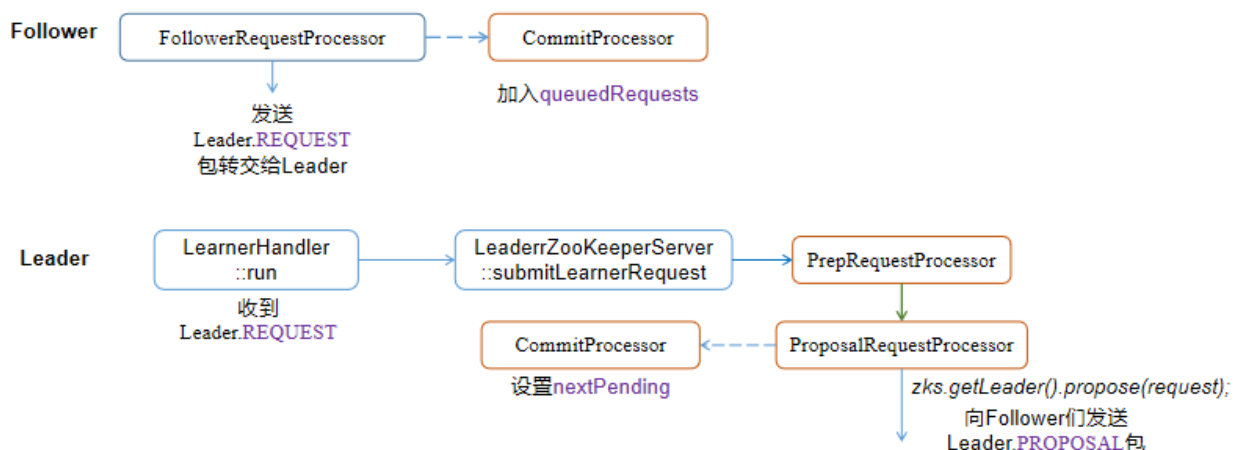 Follower
FollowerRequestProcessor
CommitProcessor
加入queuedRequests
发送
Leader.REQUEST
包转交给Leader
Leader
LearnerHandler
::run
LeaderrZooKeeperServer
::submitLearnerRequest
PrepRequestProcessor
收到
Leader.REQUEST
CommitProcessor
ProposalRequestProcessor
设置nextPending
zks.getLeader().propose(request);
向Follower们发送
Leader.PROPOSAL包